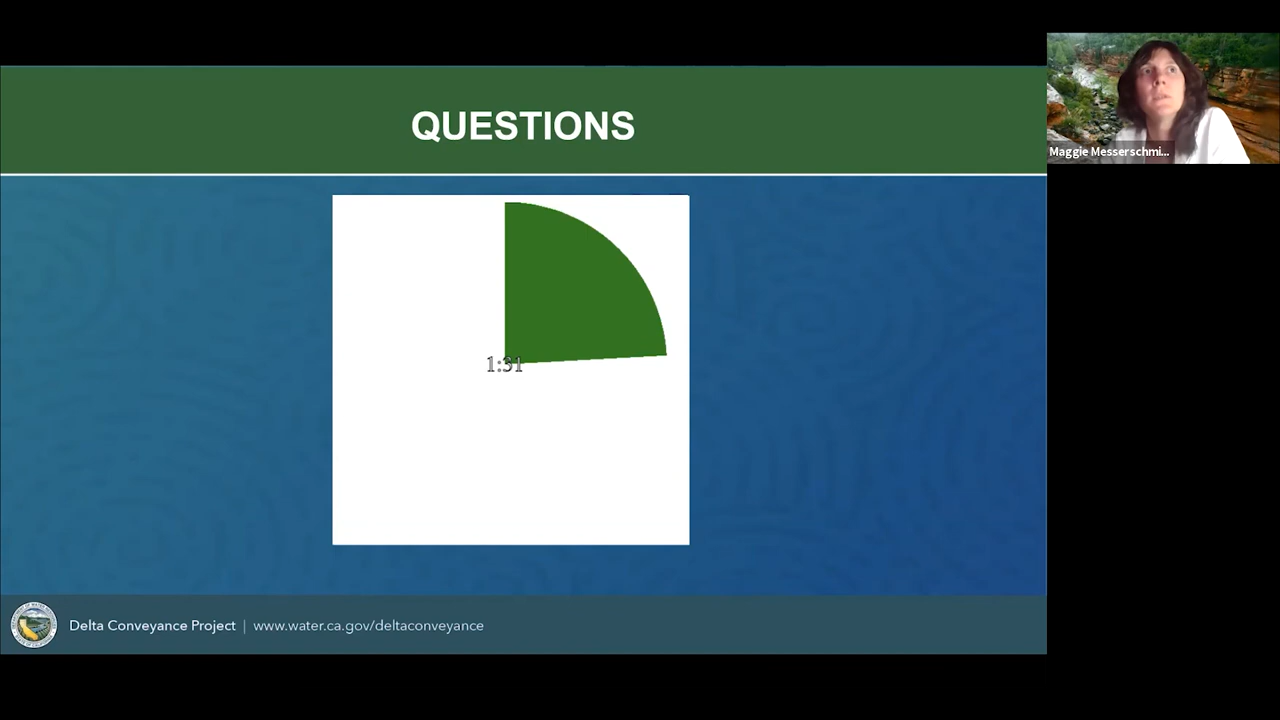 QUESTIONS
Maggie Messerschmi...
1:31
Delta Conveyance Project | www.water.ca.gov/deltaconveyance